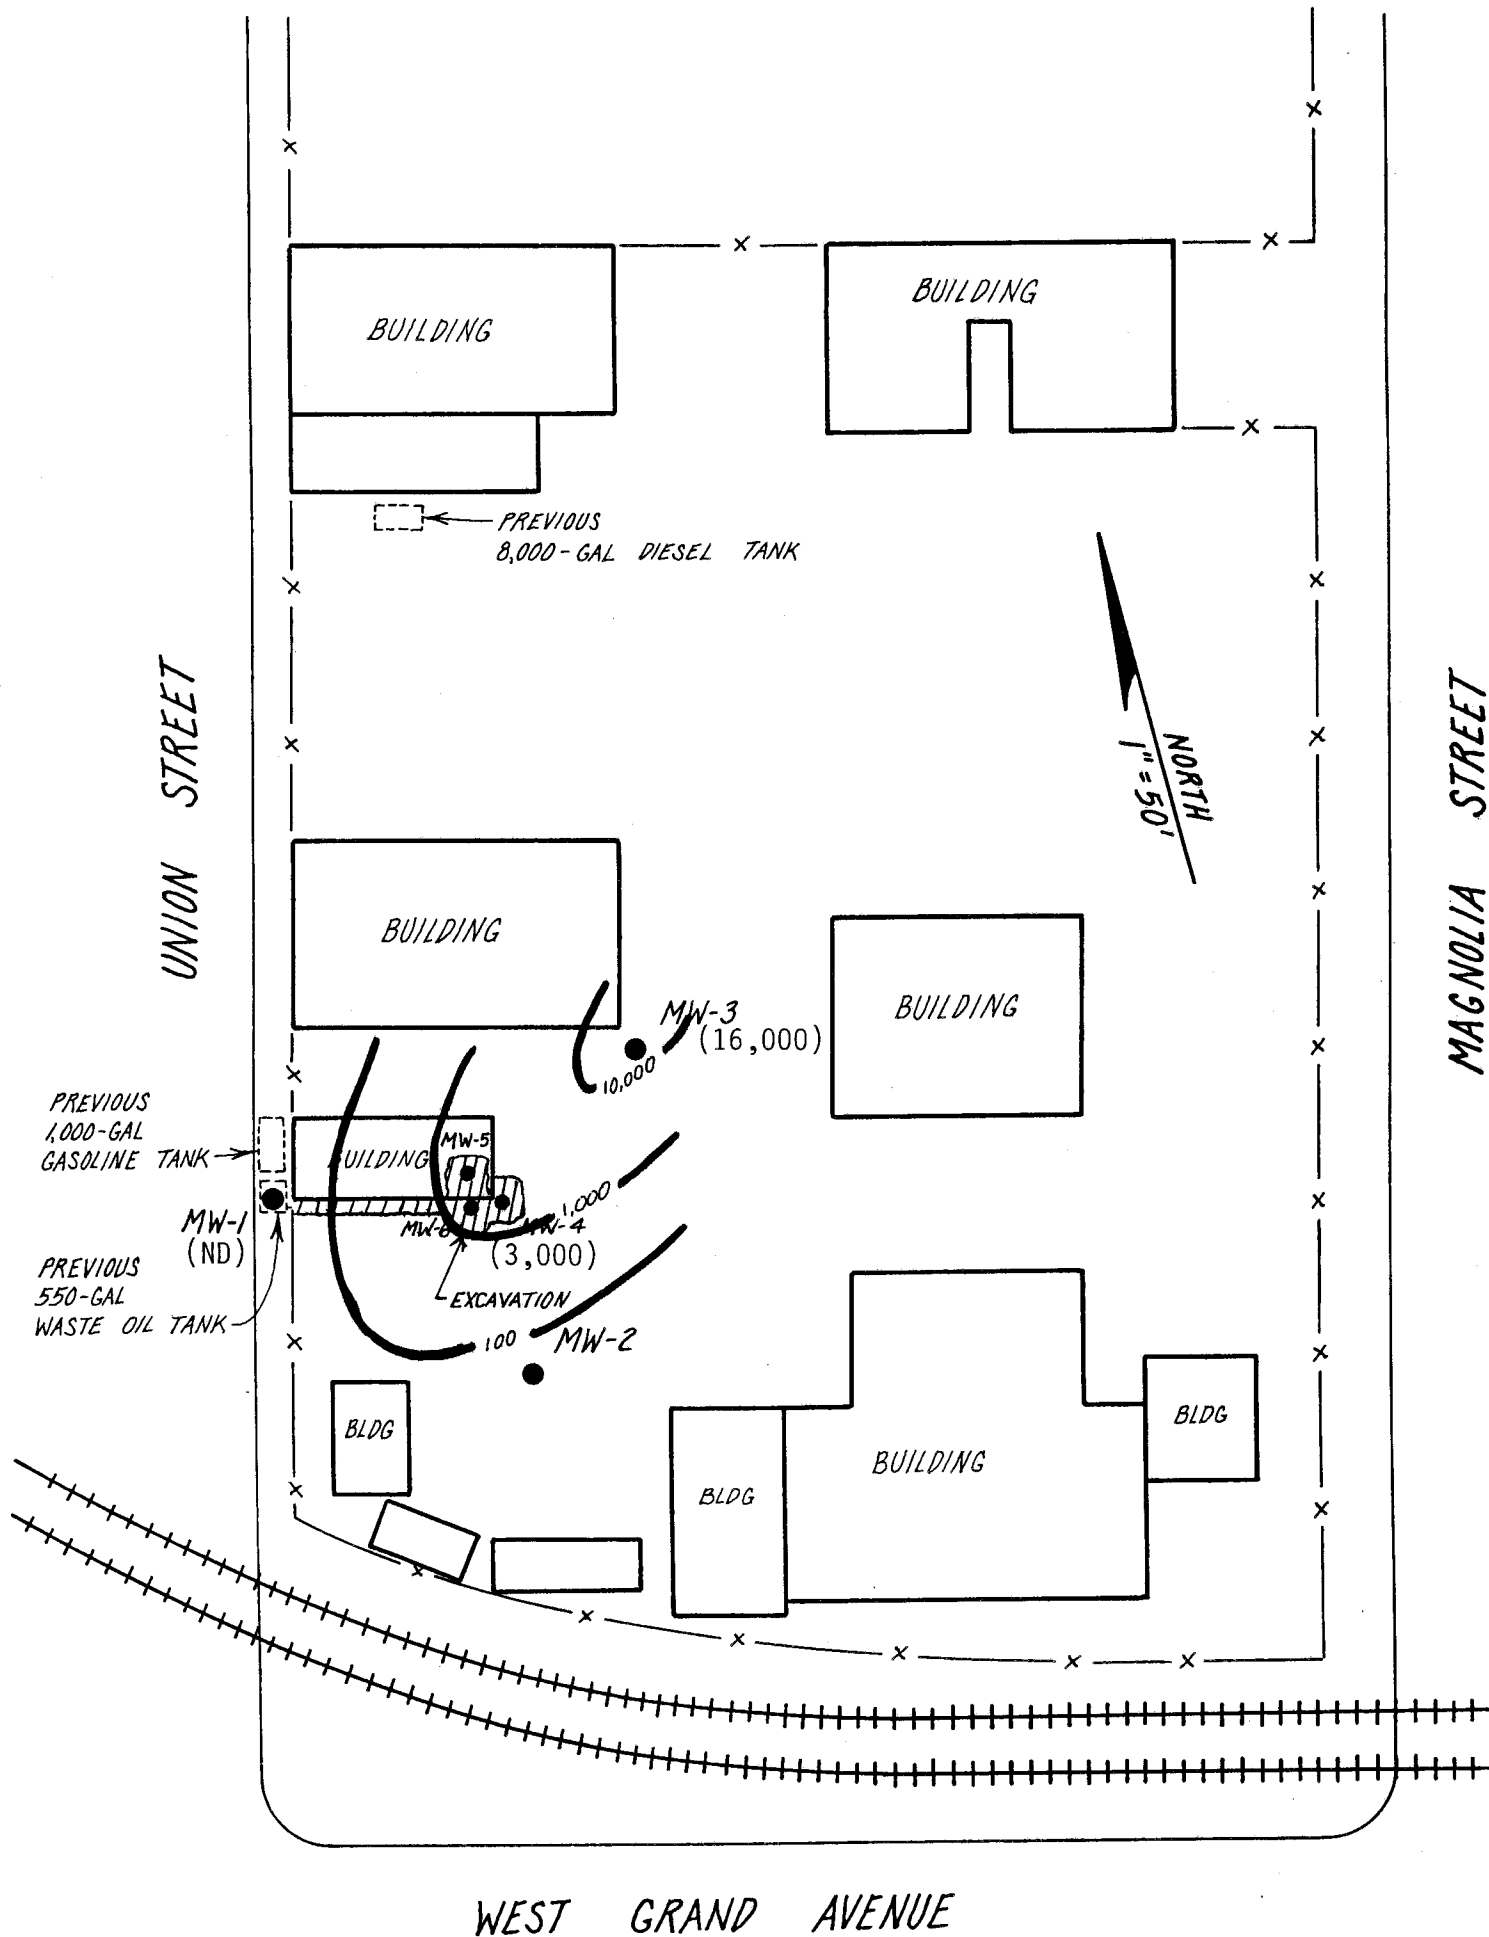 BUILDING
BUILDING
PREVIOUS
8,000-GAL DIESEL TANK
UNION STREET
MAGNOLIA STREET
NORTH
1" = 50'
BUILDING
BUILDING
MW-3
(16,000)
10,000
PREVIOUS
1,000-GAL
GASOLINE TANK
UILDING
MW-5
1,000
MW-1
(ND)
MW-6
MW-4
(3,000)
PREVIOUS
550-GAL
WASTE OIL TANK
EXCAVATION
100
MW-2
BLDG
BLDG
BUILDING
BLDG
WEST GRAND AVENUE